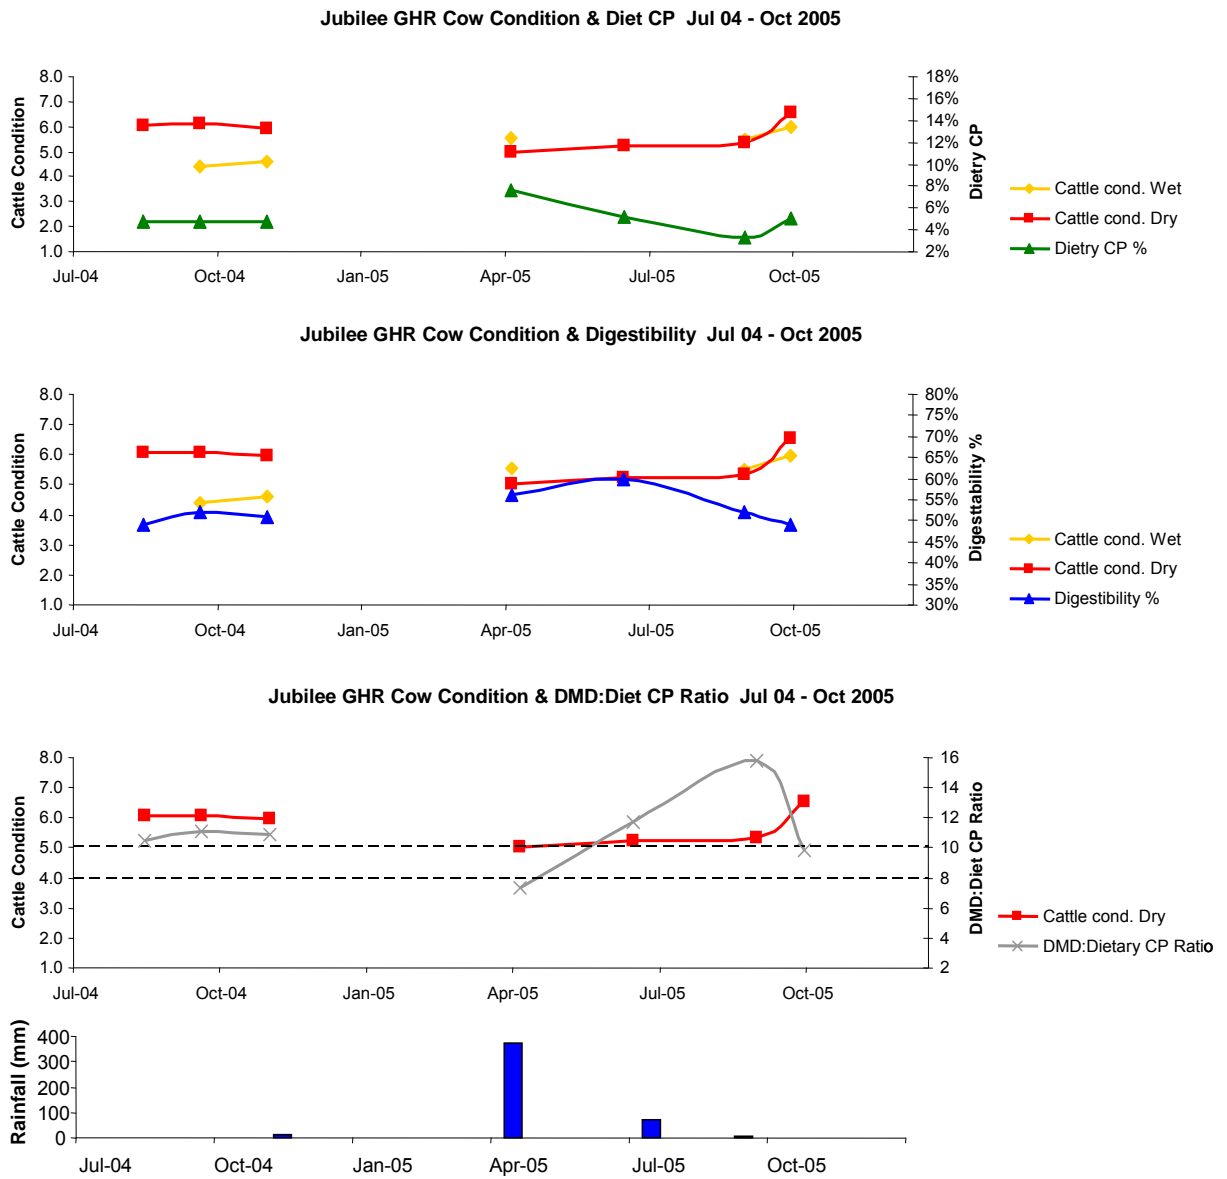 Jubilee GHR Cow Condition & Diet CP  Jul 04 - Oct 2005
Cattle Condition
8.0
7.0
6.0
5.0
4.0
3.0
2.0
1.0
18%
16%
14%
12%
10%
8%
6%
4%
2%
Dietry CP
Jul-04 Oct-04 Jan-05 Apr-05 Jul-05 Oct-05
Cattle cond. Wet
Cattle cond. Dry
Dietry CP %
Jubilee GHR Cow Condition & Digestibility  Jul 04 - Oct 2005
Cattle Condition
8.0
7.0
6.0
5.0
4.0
3.0
2.0
1.0
80%
75%
70%
65%
60%
55%
50%
45%
40%
35%
30%
Digesttability %
Jul-04 Oct-04 Jan-05 Apr-05 Jul-05 Oct-05
Cattle cond. Wet
Cattle cond. Dry
Digestibility %
Jubilee GHR Cow Condition & DMD:Diet CP Ratio  Jul 04 - Oct 2005
Cattle Condition
8.0
7.0
6.0
5.0
4.0
3.0
2.0
1.0
16
14
12
10
8
6
4
2
DMD:Diet CP Ratio
Jul-04 Oct-04 Jan-05 Apr-05 Jul-05 Oct-05
Cattle cond. Dry
DMD:Dietary CP Ratio
Rainfall (mm)
400
300
200
100
0
Jul-04 Oct-04 Jan-05 Apr-05 Jul-05 Oct-05